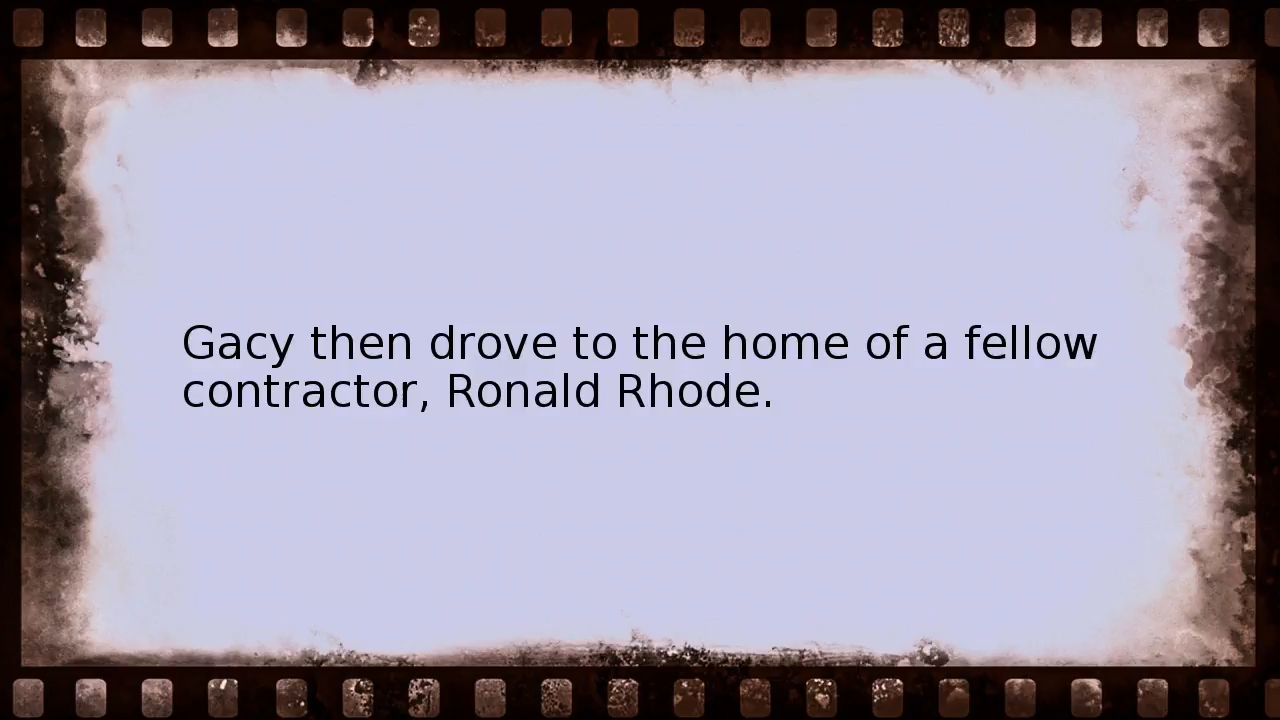 Gacy then drove to the home of a fellow
contractor, Ronald Rhode.